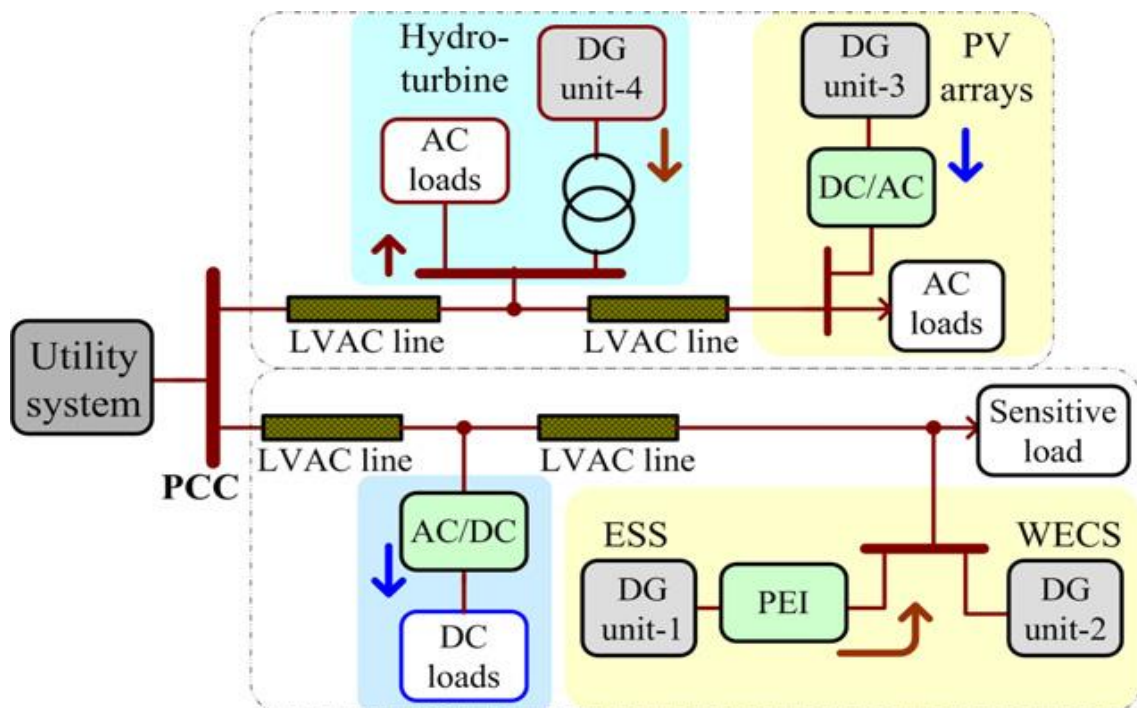 Hydro-
turbine
DG
unit-4
DG
unit-3
PV
arrays
AC
loads
DC/AC
AC
loads
LVAC line
LVAC line
Utility
system
PCC
LVAC line
LVAC line
Sensitive
load
AC/DC
DC
loads
ESS
WECS
DG
unit-1
PEI
DG
unit-2